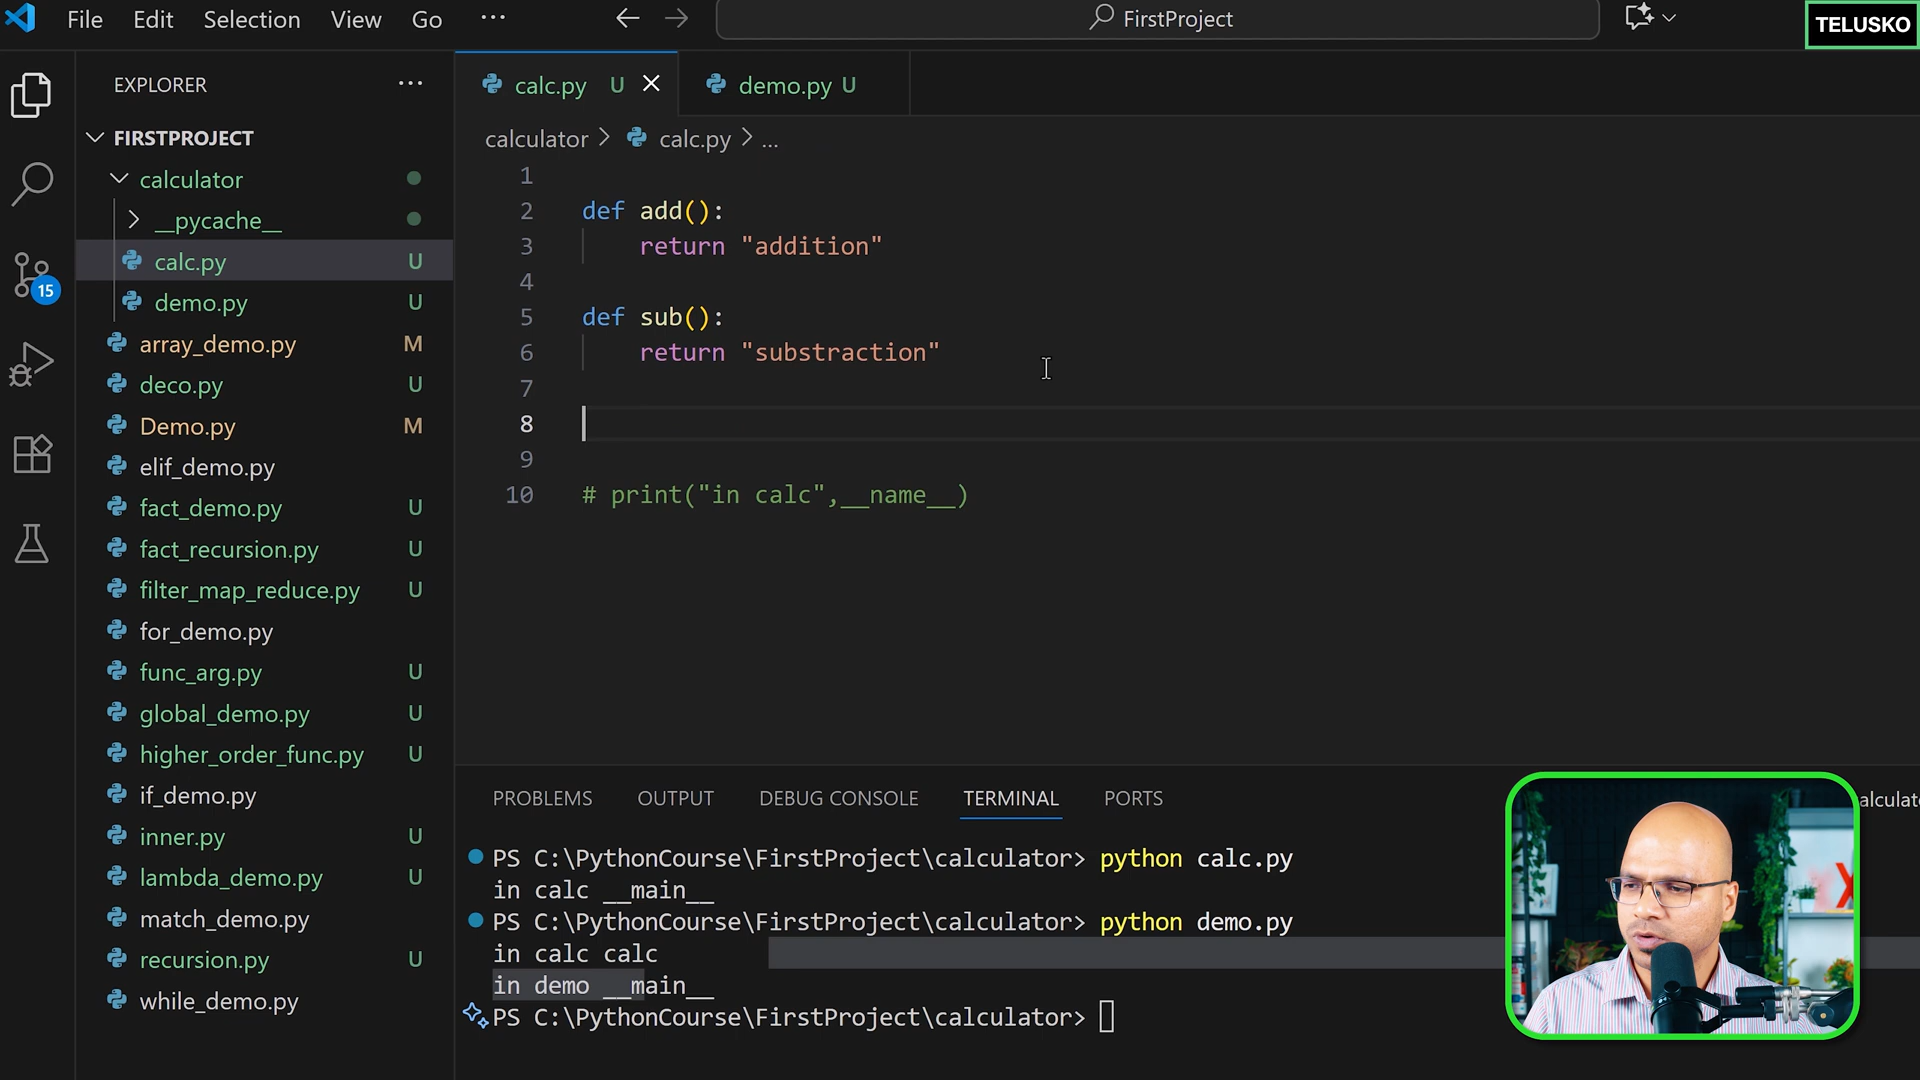 File Edit Selection View Go ··· FirstProject TELUSKO
EXPLORER ···
FIRSTPROJECT
calculator
__pycache__
calc.py U
demo.py U
array_demo.py M
deco.py U
Demo.py M
elif_demo.py
fact_demo.py U
fact_recursion.py U
filter_map_reduce.py U
for_demo.py
func_arg.py U
global_demo.py U
higher_order_func.py U
if_demo.py
inner.py U
lambda_demo.py U
match_demo.py
recursion.py U
while_demo.py
15
calc.py U demo.py U
calculator > calc.py > ...
1
2 def add():
3 return "addition"
4
5 def sub():
6 return "substraction"
7
8
9
10 # print("in calc",__name__)
PROBLEMS OUTPUT DEBUG CONSOLE TERMINAL PORTS
PS C:\PythonCourse\FirstProject\calculator> python calc.py
in calc __main__
PS C:\PythonCourse\FirstProject\calculator> python demo.py
in calc calc
in demo __main__
PS C:\PythonCourse\FirstProject\calculator>